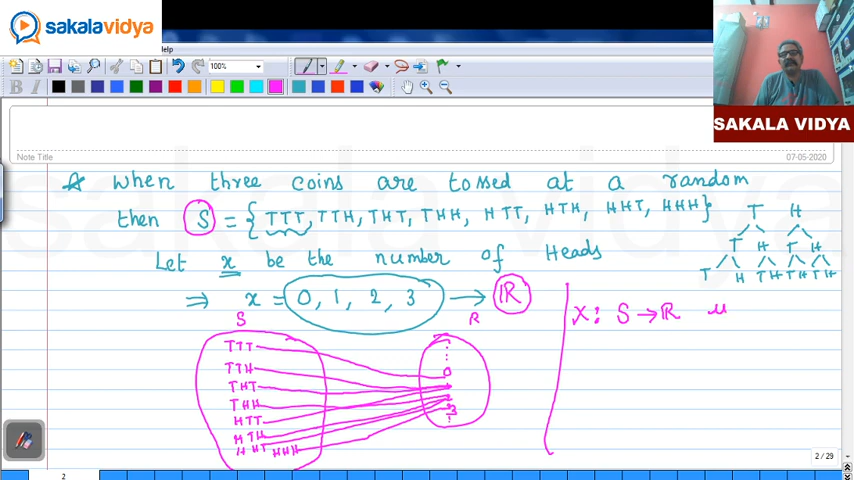 sakalavidya
Help
100%
B I
SAKALA VIDYA
Note Title
07-05-2020
When three coins are tossed at a random
then S = { TTT, TTH, THT, THH, HTT, HTH, HHT, HHH}
T H
T H T H
T H T H T H T H
Let x be the number of Heads
⇒ x = 0, 1, 2, 3 → ℝ
S R
X: S → ℝ
TTT
TTH
THT
THH
HTT
HTH
HHT HHH
0
3
2 / 29
2